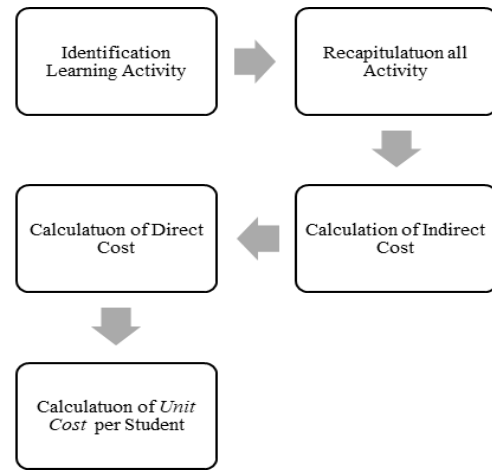 Identification
Learning Activity
Recapitulatuon all
Activity
Calculation of Indirect
Cost
Calculatuon of Direct
Cost
Calculatuon of Unit
Cost per Student